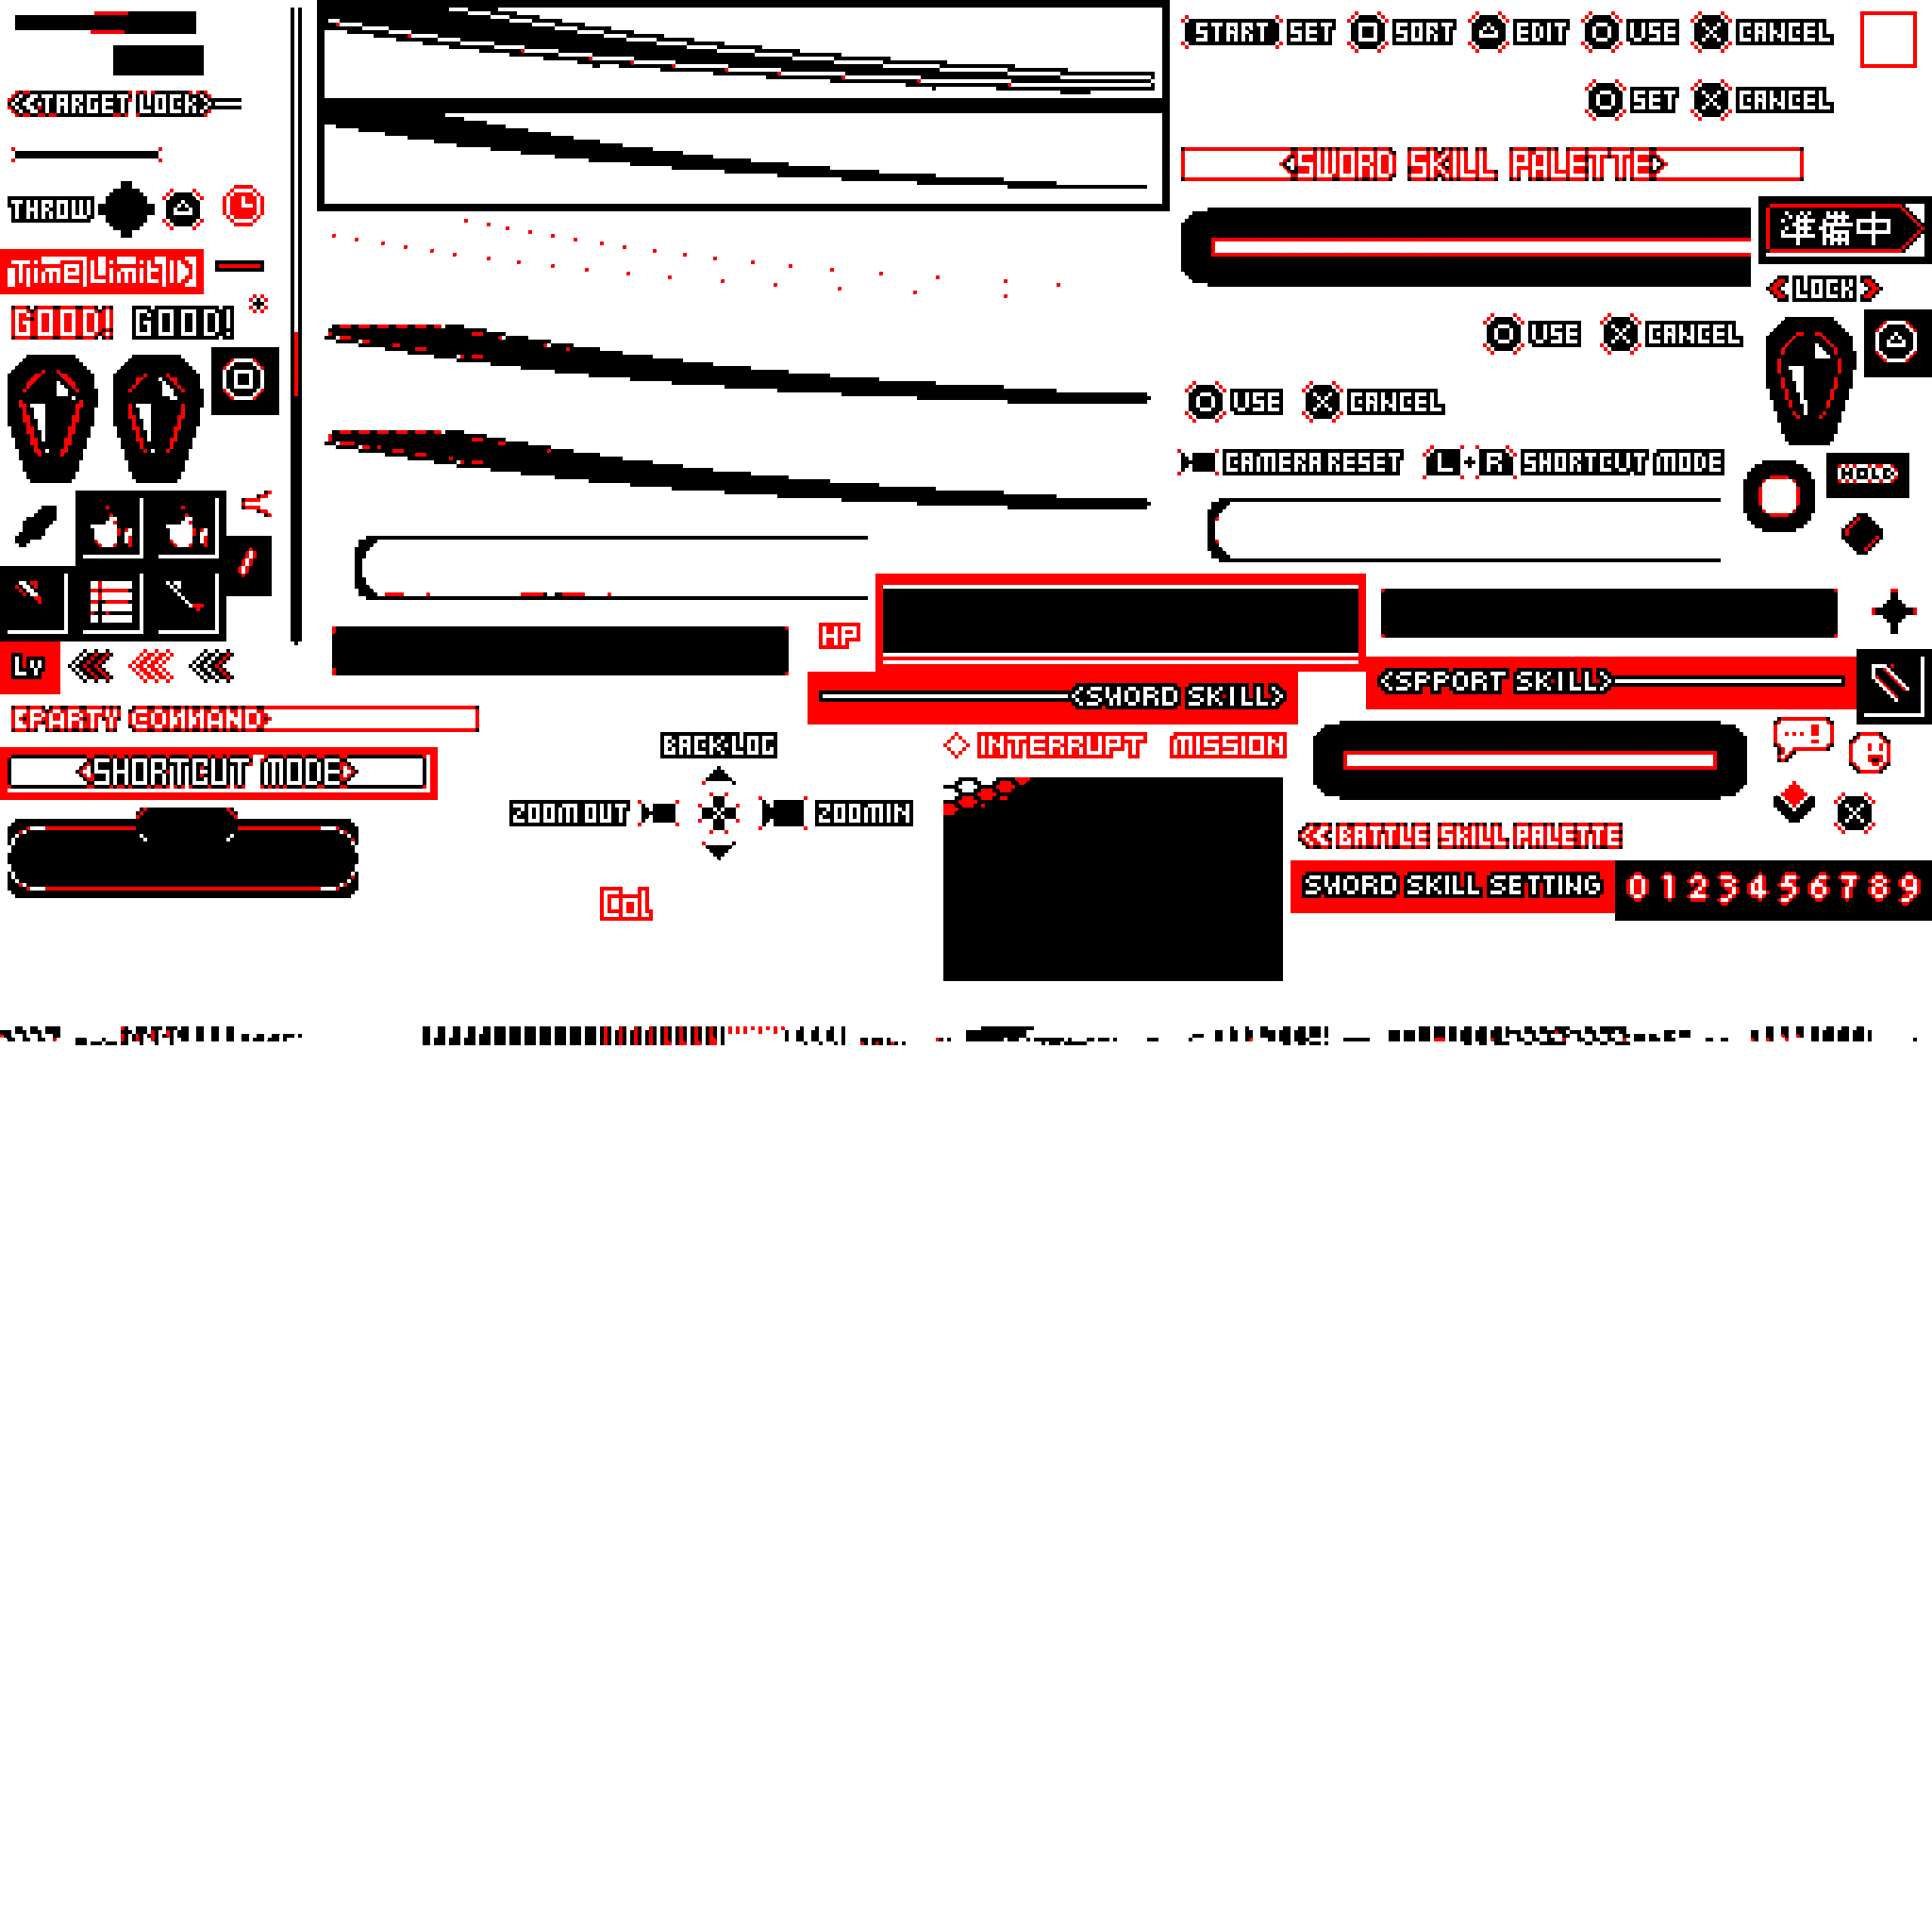 START SET SORT EDIT USE CANCEL
SET CANCEL
<<TARGET LOCK>
<SWORD SKILL PALETTE>
THROW
準備中
Time Limit
<LOCK>
GOOD! GOOD!
USE CANCEL
USE CANCEL
CAMERA RESET L + R SHORTCUT MODE
HOLD
HP
Lv
<SWORD SKILL>
<SPPORT SKILL>
<PARTY COMMAND>
BACKLOG
INTERRUPT MISSION
<SHORTCUT MODE>
ZOOM OUT ZOOM IN
<<BATTLE SKILL PALETTE
Col
SWORD SKILL SETTING
0 1 2 3 4 5 6 7 8 9